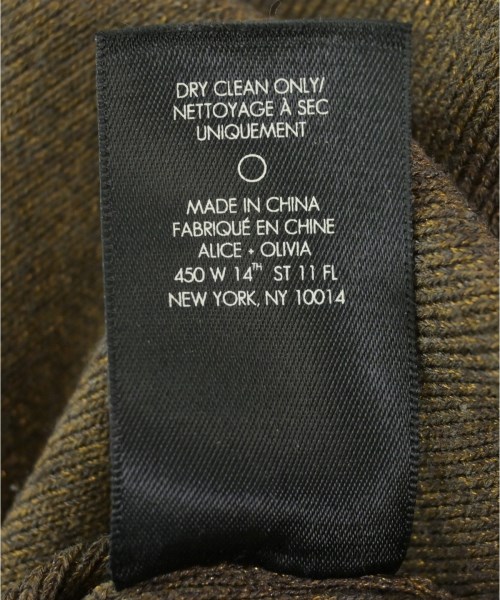 DRY CLEAN ONLY/
NETTOYAGE À SEC
UNIQUEMENT
MADE IN CHINA
FABRIQUÉ EN CHINE
ALICE + OLIVIA
450 W 14TH ST 11 FL
NEW YORK, NY 10014